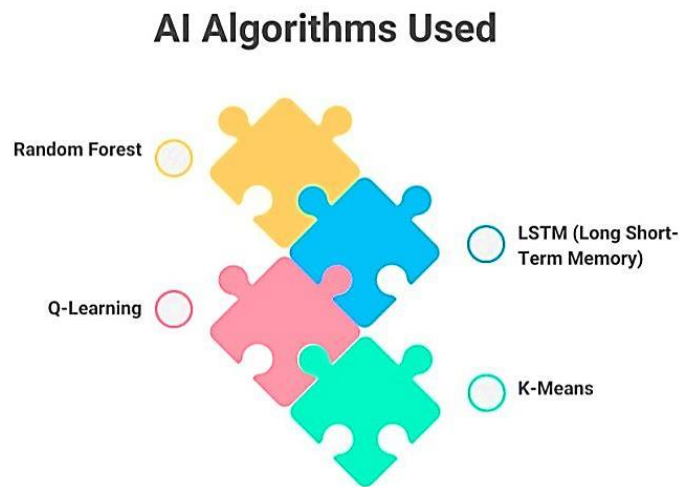 AI Algorithms Used
Random Forest
LSTM (Long Short-
Term Memory)
Q-Learning
K-Means